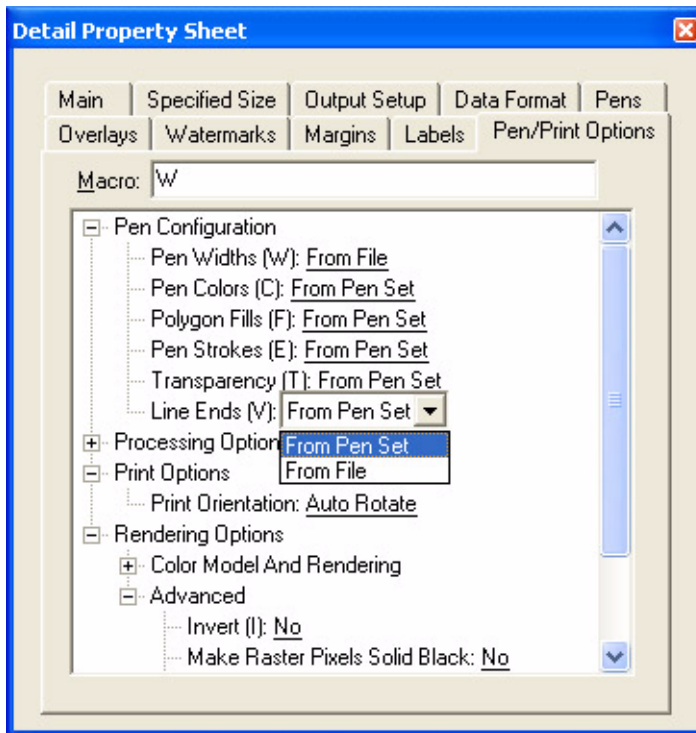 Detail Property Sheet
Main Specified Size Output Setup Data Format Pens
Overlays Watermarks Margins Labels Pen/Print Options
Macro: W
Pen Configuration
Pen Widths (W): From File
Pen Colors (C): From Pen Set
Polygon Fills (F): From Pen Set
Pen Strokes (E): From Pen Set
Transparency (T): From Pen Set
Line Ends (V): From Pen Set
Processing Option From Pen Set
Print Options From File
Print Orientation: Auto Rotate
Rendering Options
Color Model And Rendering
Advanced
Invert (I): No
Make Raster Pixels Solid Black: No